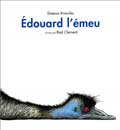 Sheena Knowles
Édouard l'émeu
illustré par Rod Clement